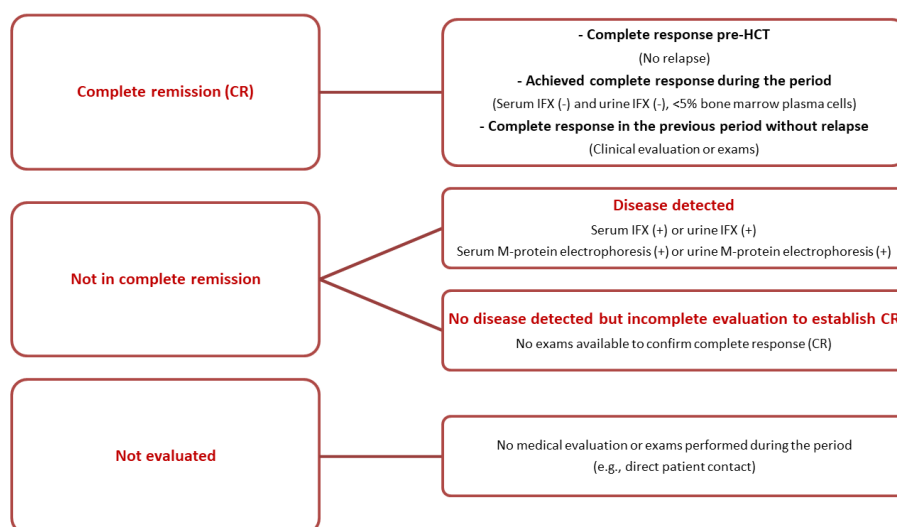 Complete remission (CR)
- Complete response pre-HCT
(No relapse)
- Achieved complete response during the period
(Serum IFX (-) and urine IFX (-), <5% bone marrow plasma cells)
- Complete response in the previous period without relapse
(Clinical evaluation or exams)
Not in complete remission
Disease detected
Serum IFX (+) or urine IFX (+)
Serum M-protein electrophoresis (+) or urine M-protein electrophoresis (+)
No disease detected but incomplete evaluation to establish CR
No exams available to confirm complete response (CR)
Not evaluated
No medical evaluation or exams performed during the period
(e.g., direct patient contact)